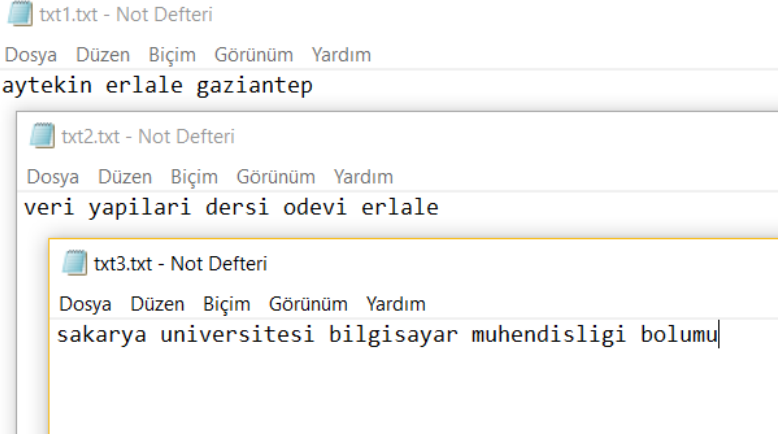 txt1.txt - Not Defteri
Dosya Düzen Biçim Görünüm Yardım
aytekin erlale gaziantep
txt2.txt - Not Defteri
Dosya Düzen Biçim Görünüm Yardım
veri yapilari dersi odevi erlale
txt3.txt - Not Defteri
Dosya Düzen Biçim Görünüm Yardım
sakarya universitesi bilgisayar muhendisligi bolumu